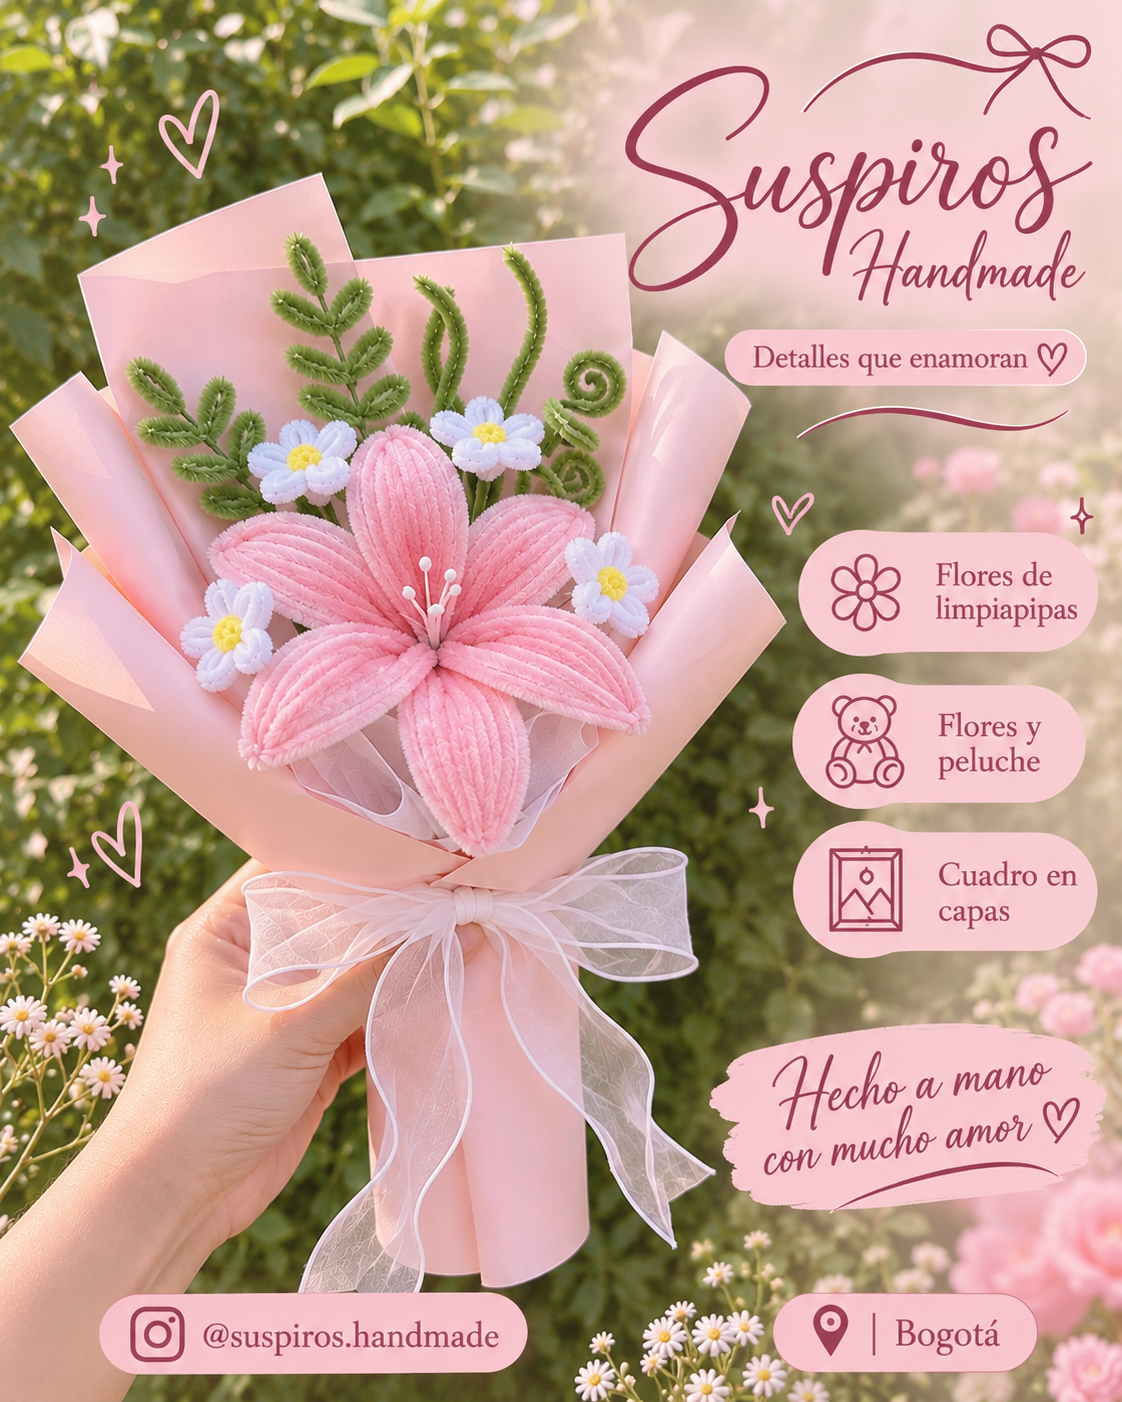 Suspiros
Handmade
Detalles que enamoran
Flores de
limpiapipas
Flores y
peluche
Cuadro en
capas
Hecho a mano
con mucho amor
@suspiros.handmade
| Bogotá